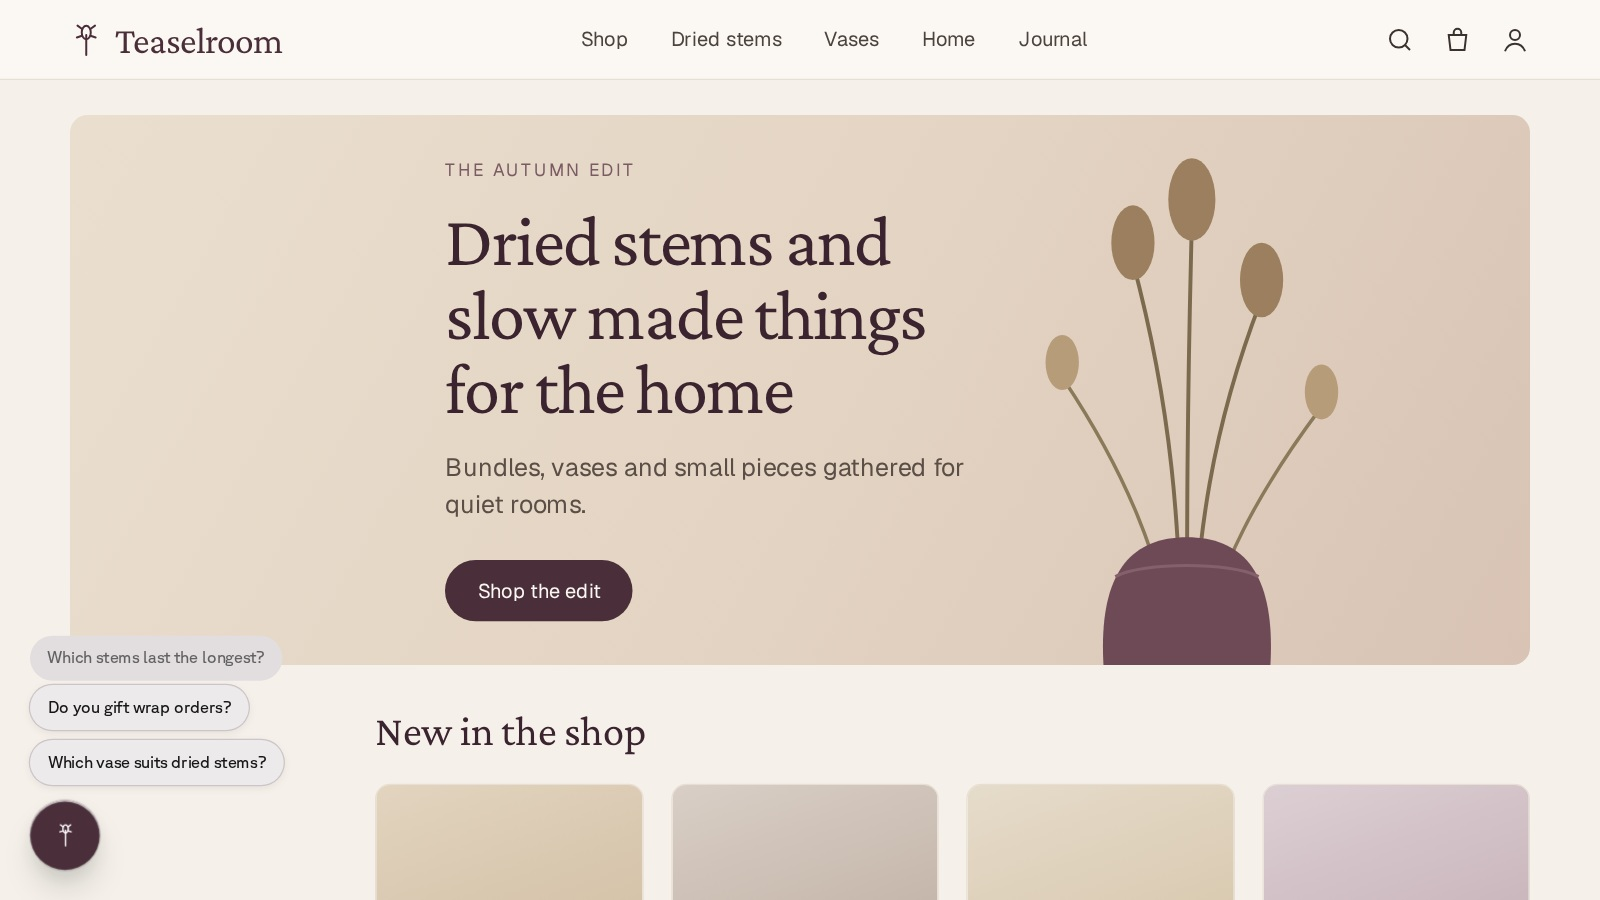 Teaselroom
Shop
Dried stems
Vases
Home
Journal
THE AUTUMN EDIT
Dried stems and
slow made things
for the home
Bundles, vases and small pieces gathered for
quiet rooms.
Shop the edit
Which stems last the longest?
Do you gift wrap orders?
Which vase suits dried stems?
New in the shop